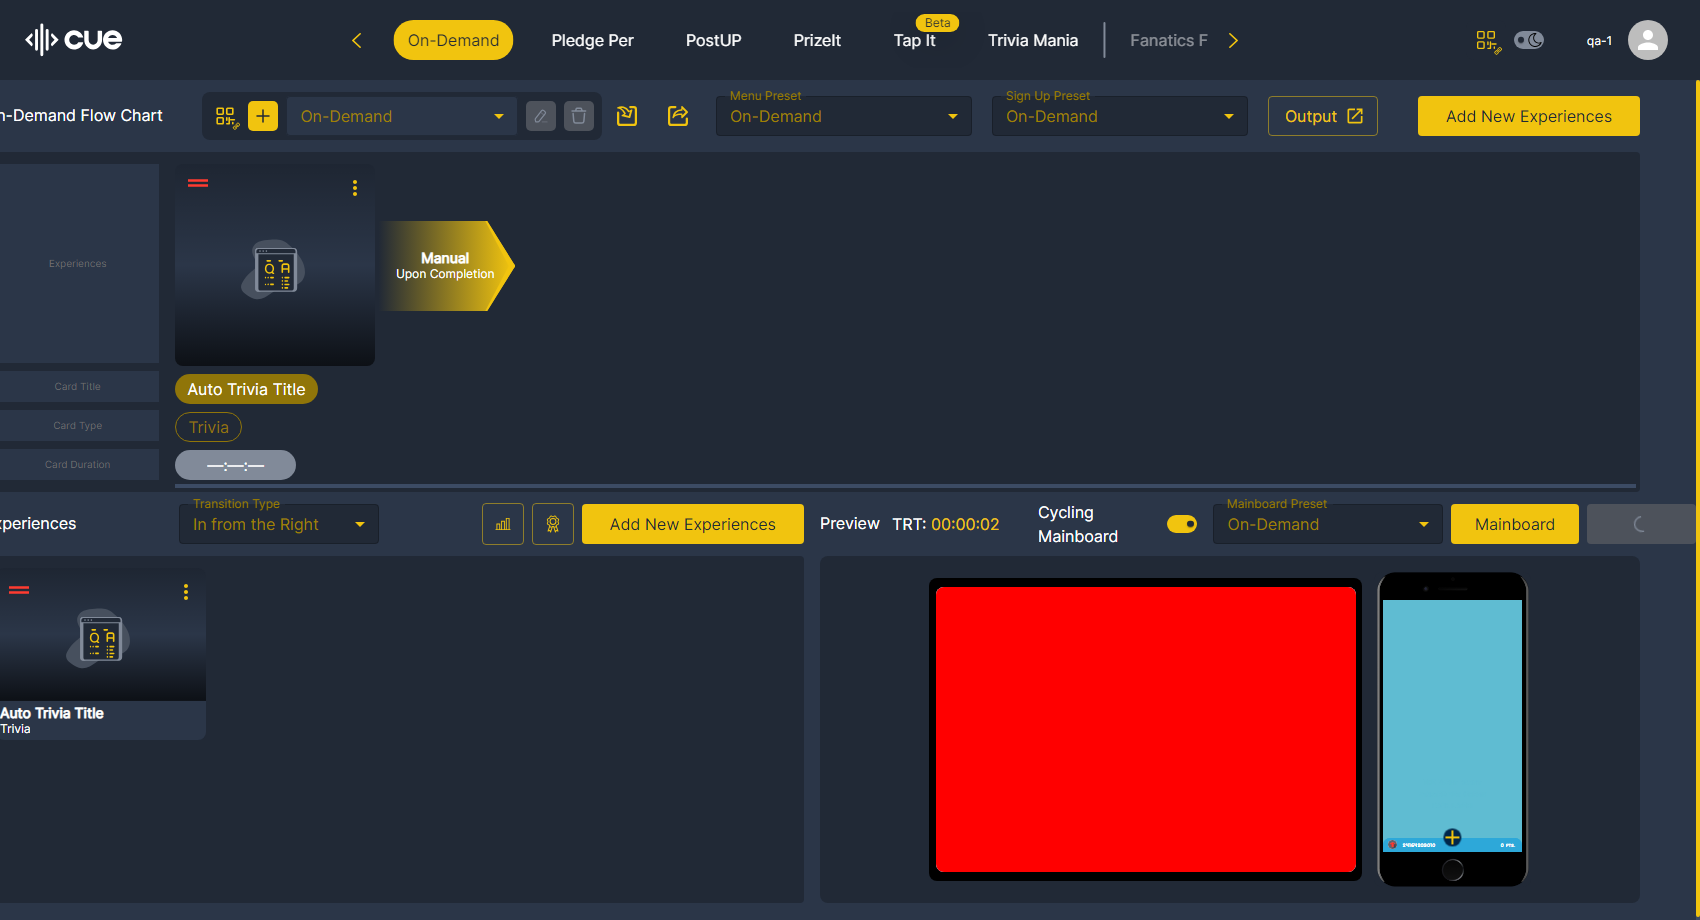 cue
On-Demand
Pledge Per
PostUP
PrizeIt
Beta
Tap It
Trivia Mania
Fanatics F
qa-1
n-Demand Flow Chart
On-Demand
Menu Preset
On-Demand
Sign Up Preset
On-Demand
Output
Add New Experiences
Experiences
Manual
Upon Completion
Card Title
Auto Trivia Title
Card Type
Trivia
Card Duration
—:—:—
xperiences
Transition Type
In from the Right
Add New Experiences
Preview
TRT: 00:00:02
Cycling
Mainboard
Mainboard Preset
On-Demand
Mainboard
Q A
Auto Trivia Title
Trivia
0 PTS.